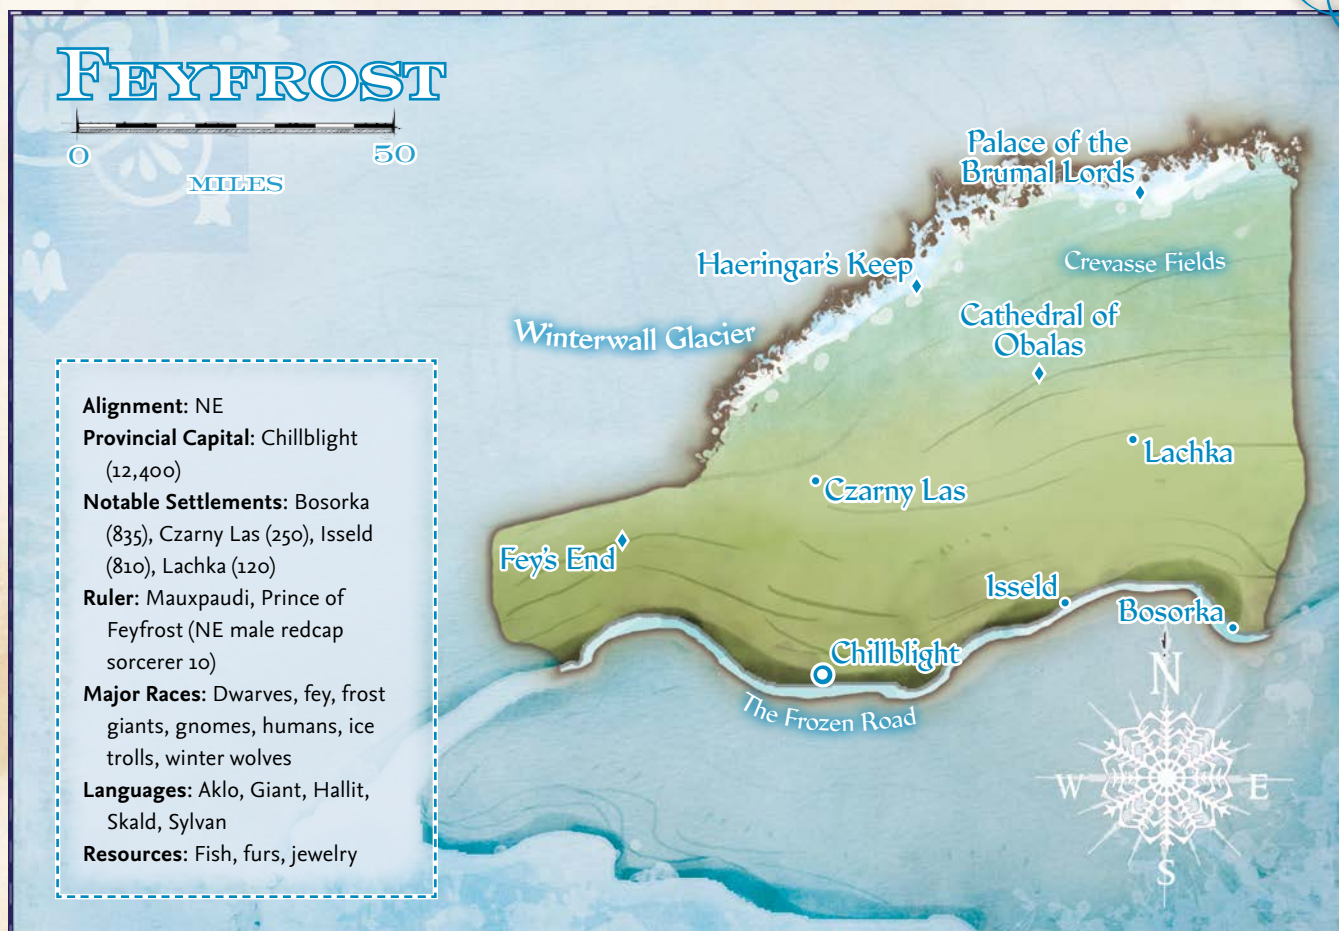 FEYFROST
0 50
MILES
Palace of the
Brumal Lords
Haeringar's Keep
Crevasse Fields
Winterwall Glacier
Cathedral of
Obalas
Lachka
Czarny Las
Fey's End
Isseld
Bosorka
Chillblight
The Frozen Road
N
W E
S
Alignment: NE
Provincial Capital: Chillblight
(12,400)
Notable Settlements: Bosorka
(835), Czarny Las (250), Isseld
(810), Lachka (120)
Ruler: Mauxpaudi, Prince of
Feyfrost (NE male redcap
sorcerer 10)
Major Races: Dwarves, fey, frost
giants, gnomes, humans, ice
trolls, winter wolves
Languages: Aklo, Giant, Hallit,
Skald, Sylvan
Resources: Fish, furs, jewelry